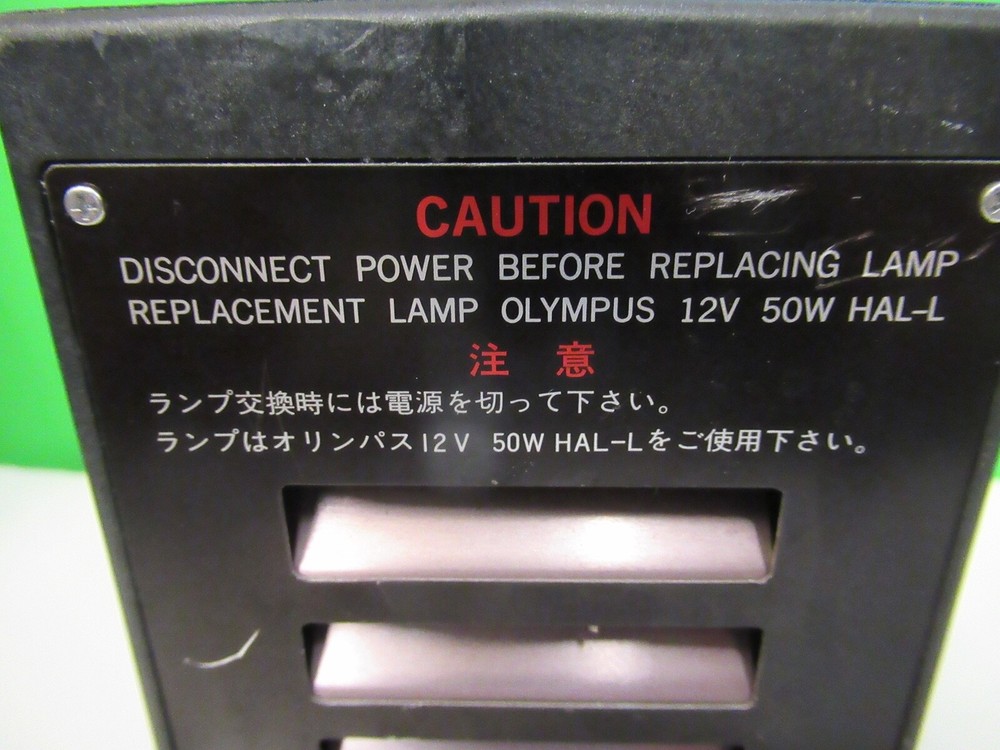 CAUTION
DISCONNECT POWER BEFORE REPLACING LAMP
REPLACEMENT LAMP OLYMPUS 12V 50W HAL-L
注 意
ランプ交換時には電源を切って下さい。
ランプはオリンパス12V 50W HAL-Lをご使用下さい。